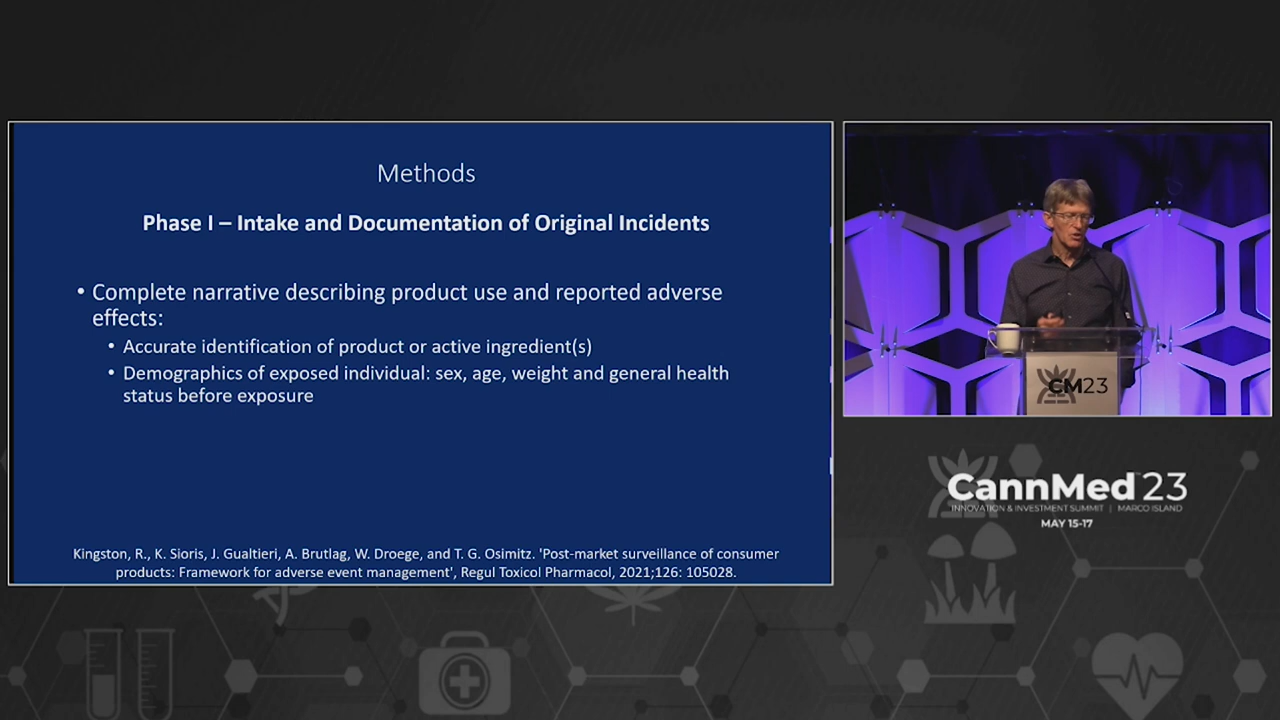 Methods
Phase I – Intake and Documentation of Original Incidents
• Complete narrative describing product use and reported adverse
effects:
• Accurate identification of product or active ingredient(s)
• Demographics of exposed individual: sex, age, weight and general health
status before exposure
Kingston, R., K. Sioris, J. Gualtieri, A. Brutlag, W. Droege, and T. G. Osimitz. 'Post-market surveillance of consumer
products: Framework for adverse event management', Regul Toxicol Pharmacol, 2021;126: 105028.
CM23
CannMed 23
INNOVATION & INVESTMENT SUMMIT | MARCO ISLAND
MAY 15-17